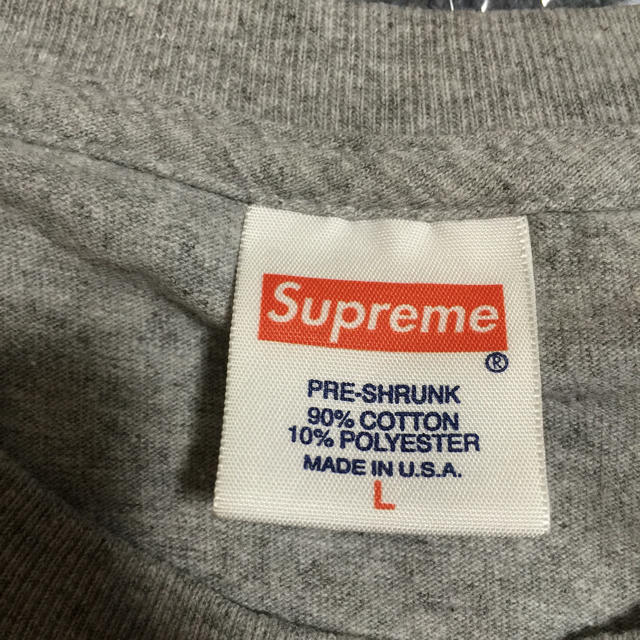 Supreme
®
PRE-SHRUNK
90% COTTON
10% POLYESTER
MADE IN U.S.A.
L